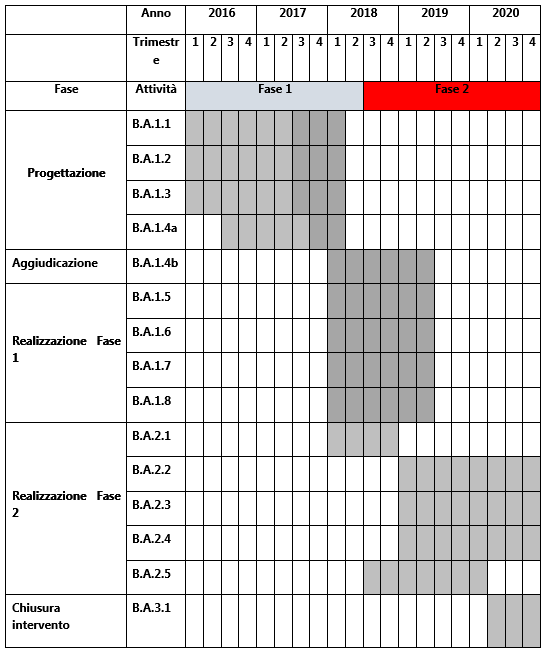 Anno 2016 2017 2018 2019 2020
Trimestr
e 1 2 3 4 1 2 3 4 1 2 3 4 1 2 3 4 1 2 3 4
Fase Attività Fase 1 Fase 2
Progettazione
B.A.1.1
B.A.1.2
B.A.1.3
B.A.1.4a
Aggiudicazione B.A.1.4b
Realizzazione Fase
1
B.A.1.5
B.A.1.6
B.A.1.7
B.A.1.8
Realizzazione Fase
2
B.A.2.1
B.A.2.2
B.A.2.3
B.A.2.4
B.A.2.5
Chiusura
intervento
B.A.3.1